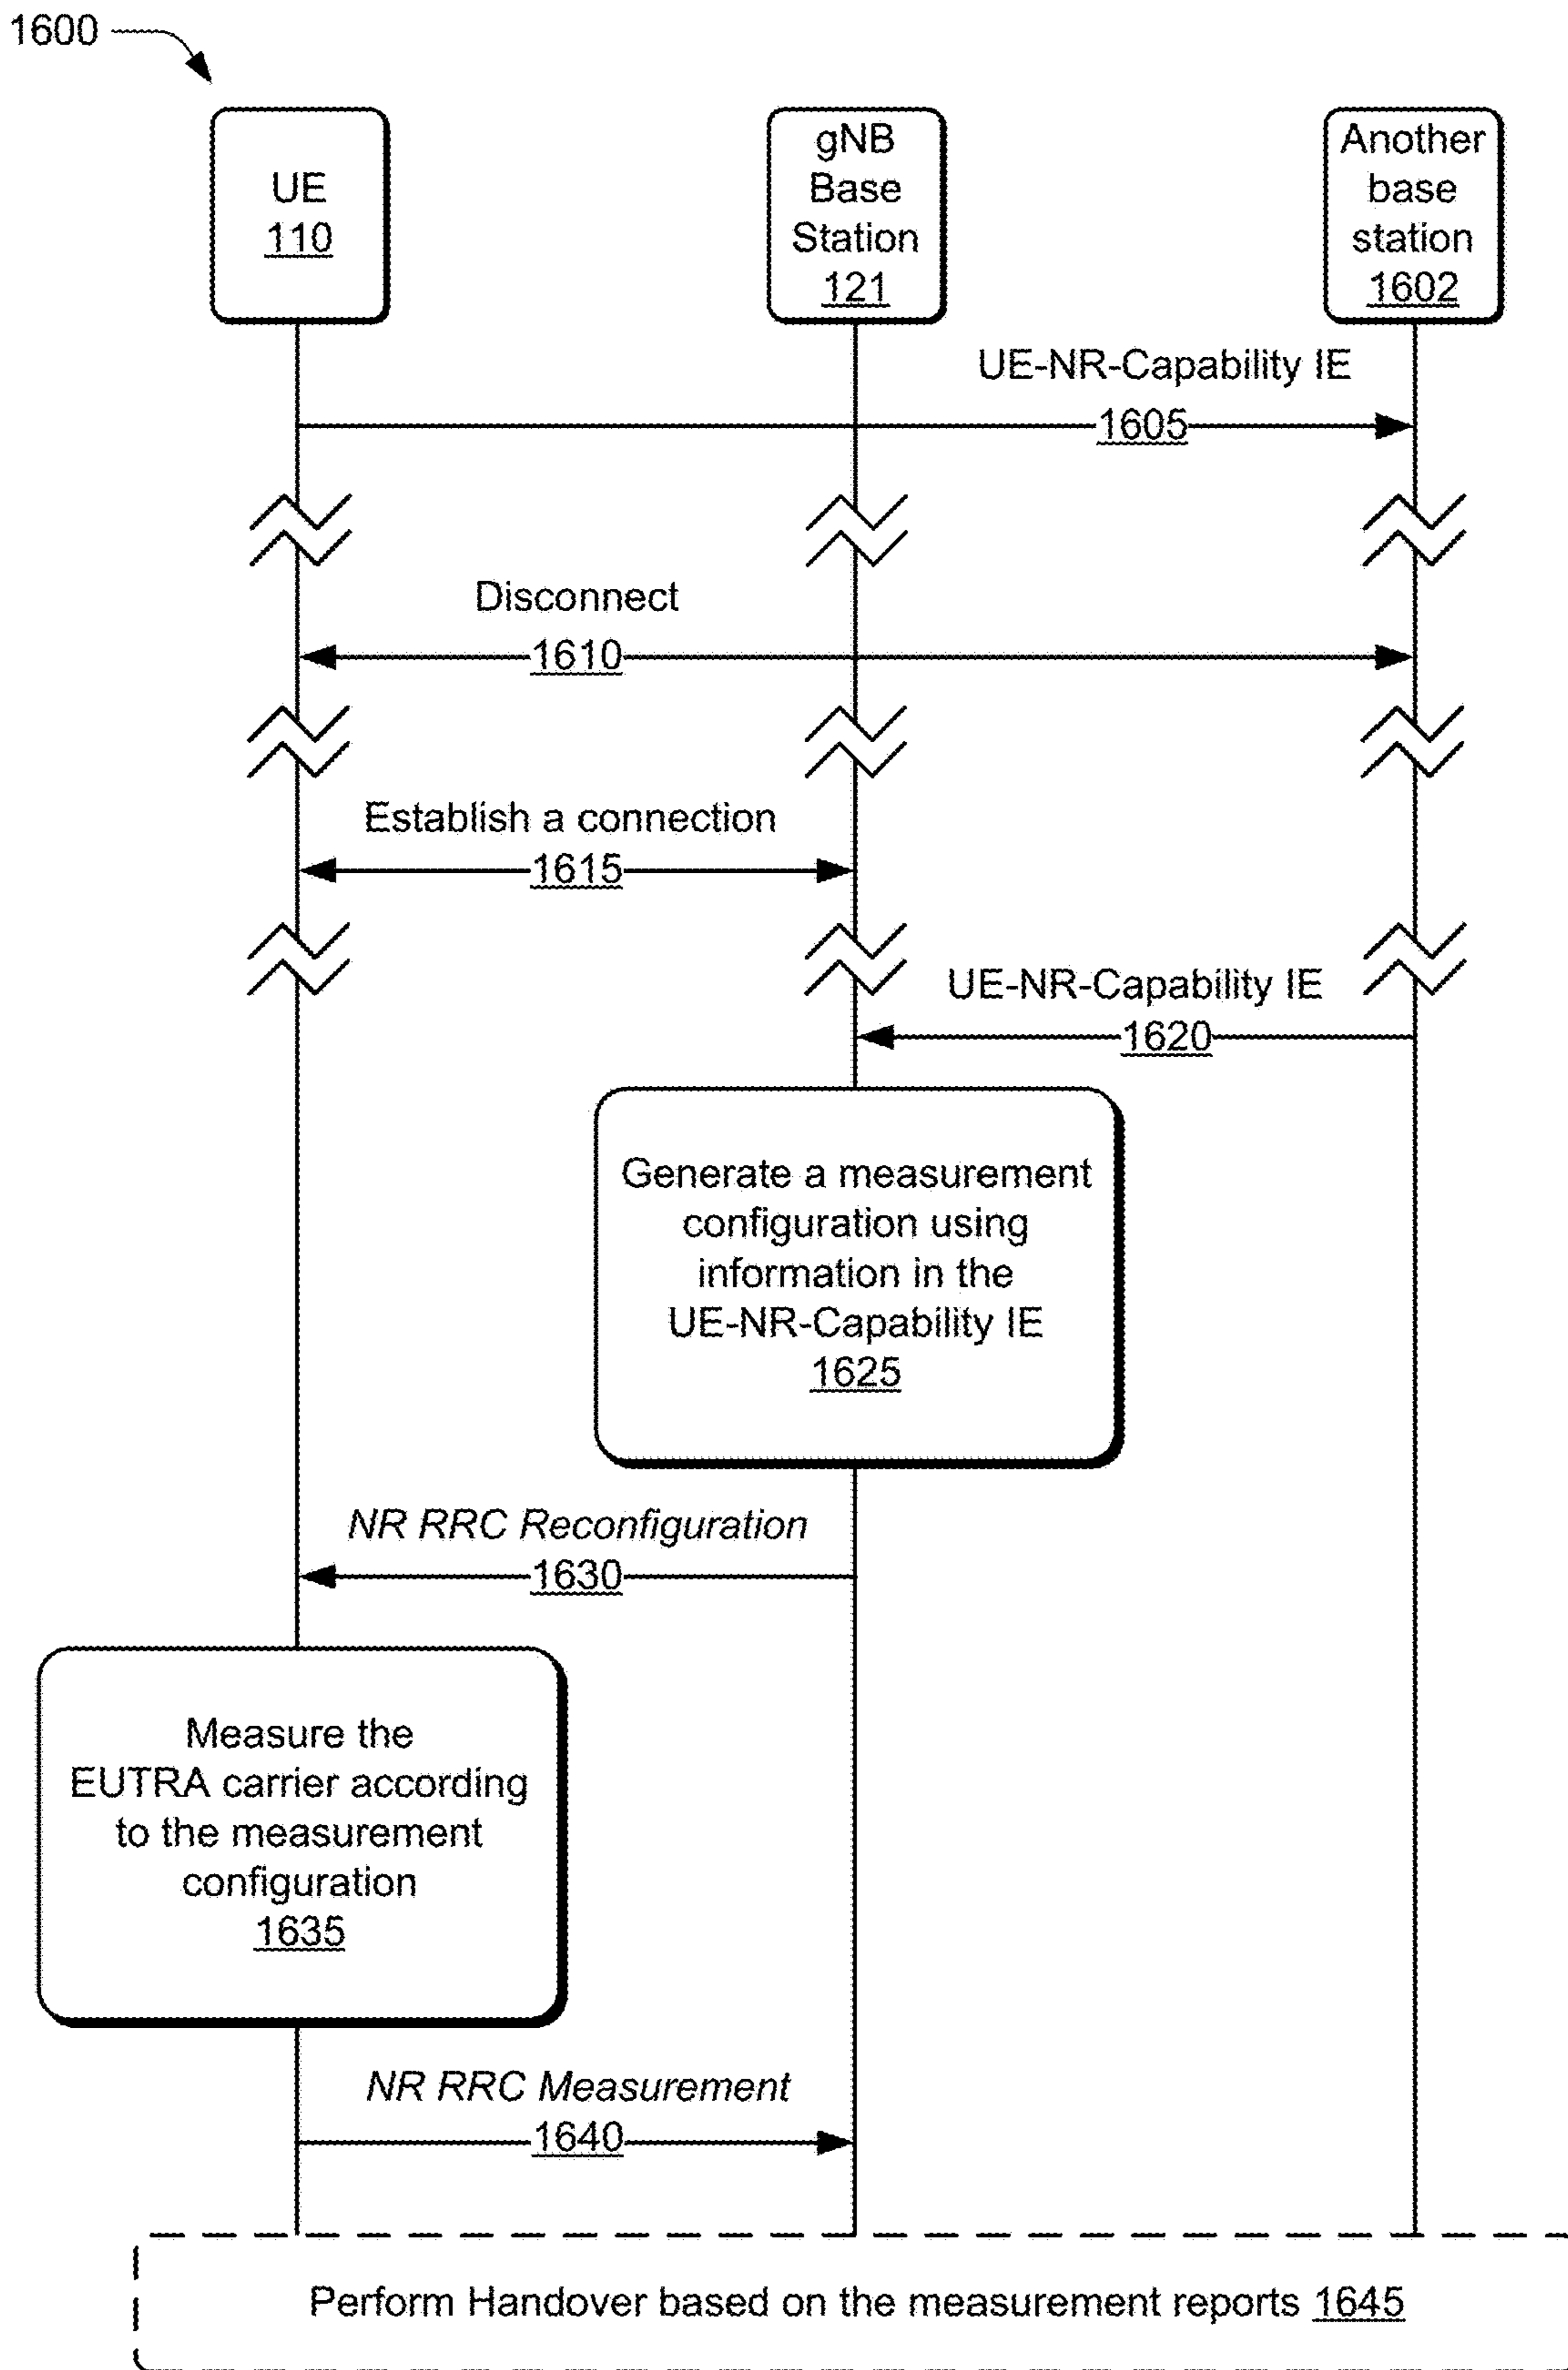 1600
UE
110
gNB
Base
Station
121
Another
base
station
1602
UE-NR-Capability IE
1605
Disconnect
1610
Establish a connection
1615
UE-NR-Capability IE
1620
Generate a measurement
configuration using
information in the
UE-NR-Capability IE
1625
NR RRC Reconfiguration
1630
Measure the
EUTRA carrier according
to the measurement
configuration
1635
NR RRC Measurement
1640
Perform Handover based on the measurement reports 1645